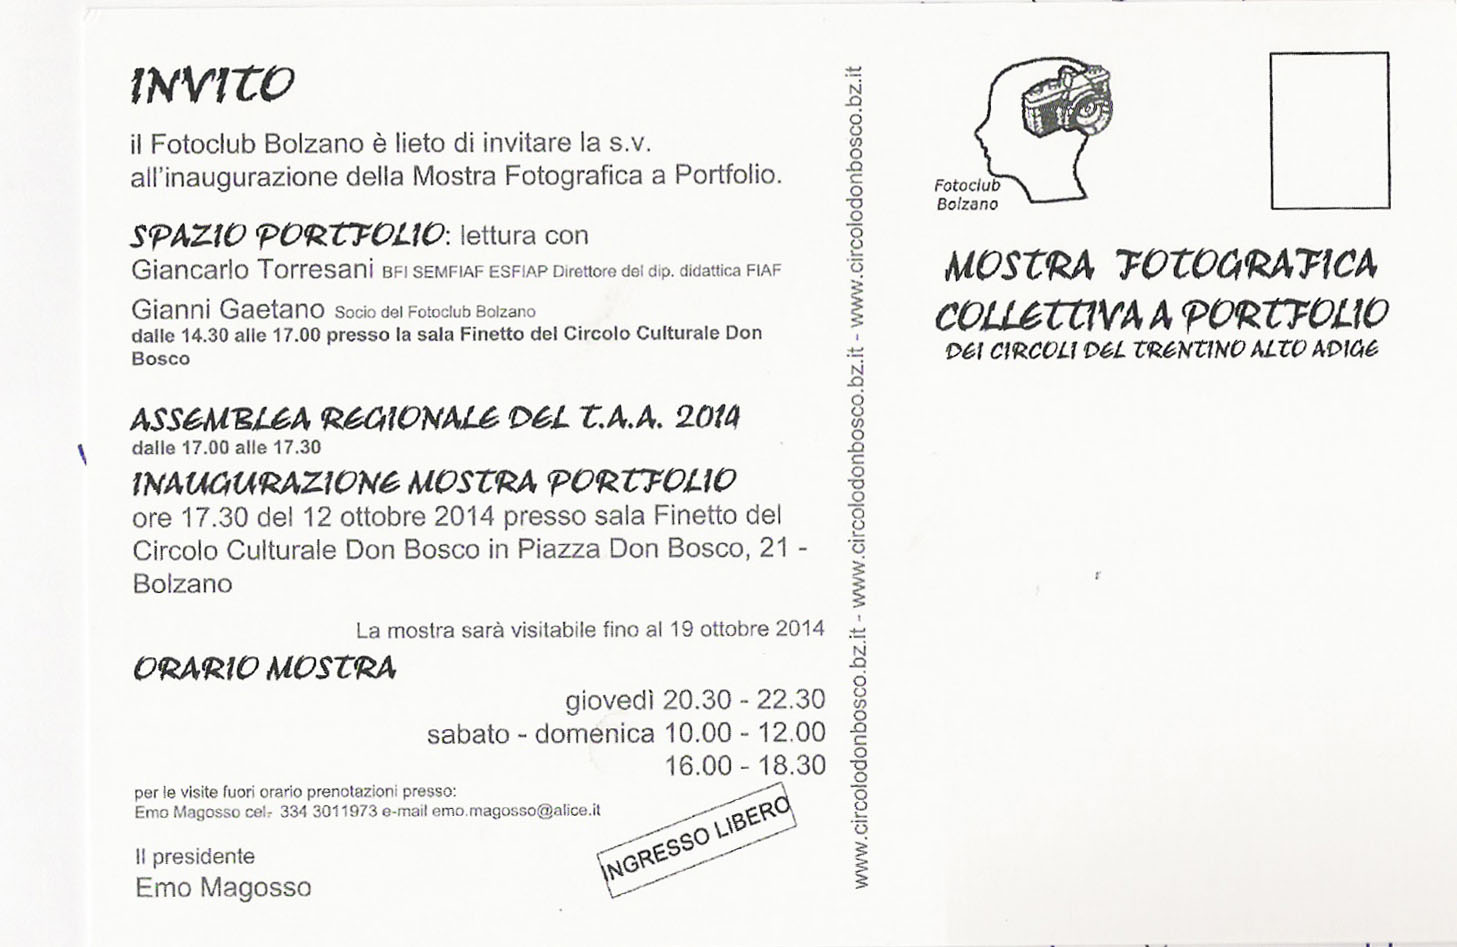 INVITO
il Fotoclub Bolzano è lieto di invitare la s.v.
all'inaugurazione della Mostra Fotografica a Portfolio.
SPAZIO PORTFOLIO: lettura con
Giancarlo Torresani BFI SEMFIAF ESFIAP Direttore del dip. didattica FIAF
Gianni Gaetano Socio del Fotoclub Bolzano
dalle 14.30 alle 17.00 presso la sala Finetto del Circolo Culturale Don
Bosco
ASSEMBLEA REGIONALE DEL T.A.A. 2014
dalle 17.00 alle 17.30
INAUGURAZIONE MOSTRA PORTFOLIO
ore 17.30 del 12 ottobre 2014 presso sala Finetto del
Circolo Culturale Don Bosco in Piazza Don Bosco, 21 -
Bolzano
La mostra sarà visitabile fino al 19 ottobre 2014
ORARIO MOSTRA
giovedì 20.30 - 22.30
sabato - domenica 10.00 - 12.00
16.00 - 18.30
per le visite fuori orario prenotazioni presso:
Emo Magosso cel- 334 3011973 e-mail emo.magosso@alice.it
INGRESSO LIBERO
Il presidente
Emo Magosso
www.circolodonbosco.bz.it - www.circolodonbosco.bz.it - www.circolodonbosco.bz.it
Fotoclub
Bolzano
MOSTRA FOTOGRAFICA
COLLETTIVA A PORTFOLIO
DEI CIRCOLI DEL TRENTINO ALTO ADIGE